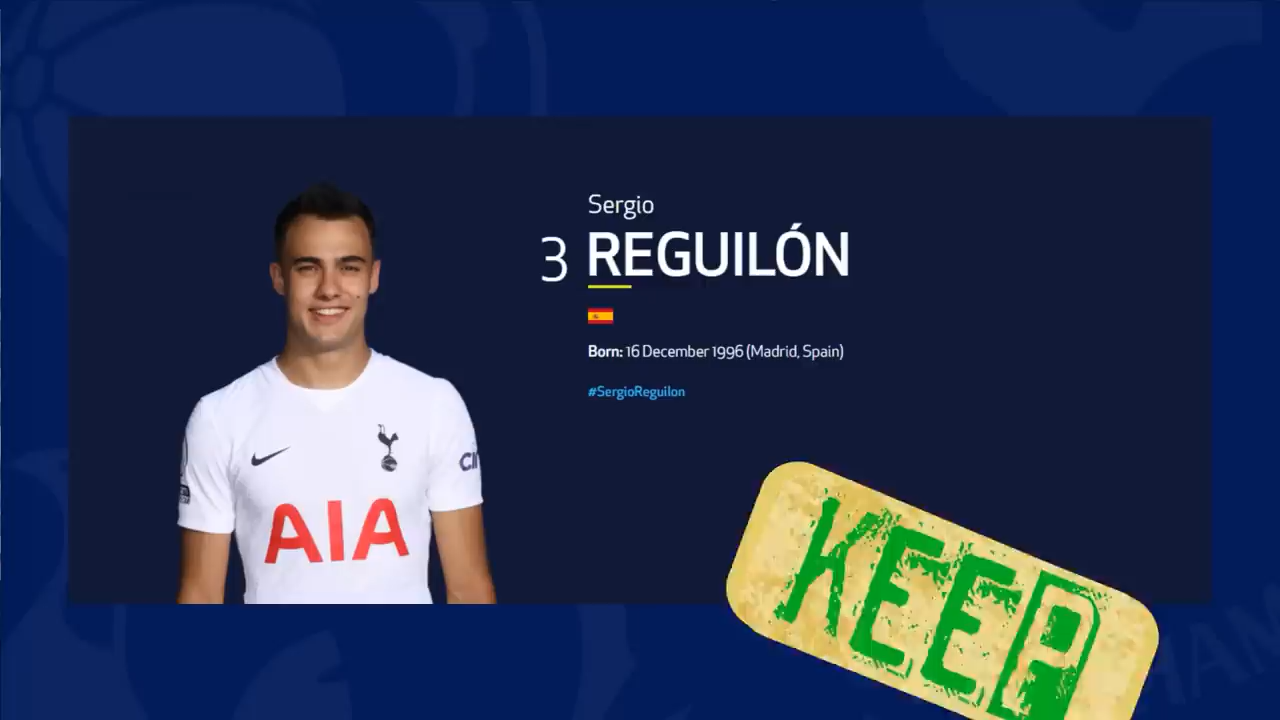 Sergio
3 REGUILÓN
Born: 16 December 1996 (Madrid, Spain)
#SergioReguilon
AIA
KEEP